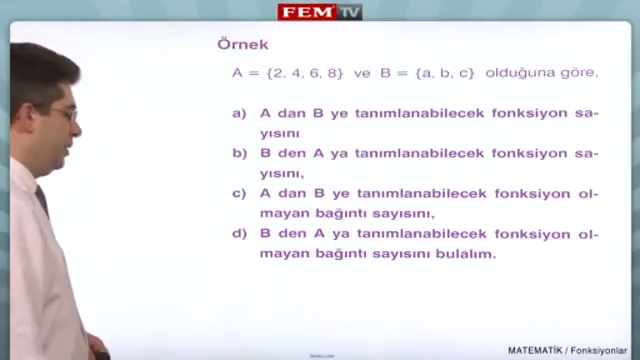 FEM TV
Örnek
A = {2, 4, 6, 8} ve B = {a, b, c} olduğuna göre,
a) A dan B ye tanımlanabilecek fonksiyon sa-
yısını
b) B den A ya tanımlanabilecek fonksiyon sa-
yısını,
c) A dan B ye tanımlanabilecek fonksiyon ol-
mayan bağıntı sayısını,
d) B den A ya tanımlanabilecek fonksiyon ol-
mayan bağıntı sayısını bulalım.
MATEMATİK / Fonksiyonlar